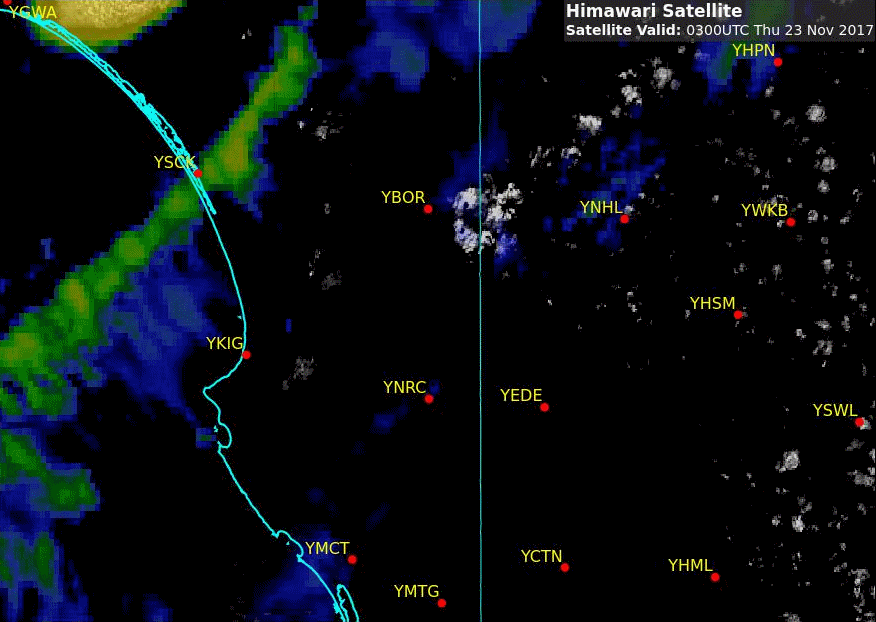 YGWA
Himawari Satellite
Satellite Valid: 0300UTC Thu 23 Nov 2017
YHPN
YSCK
YBOR
YNHL
YWKB
YHSM
YKIG
YNRC
YEDE
YSWL
YMCT
YCTN
YHML
YMTG